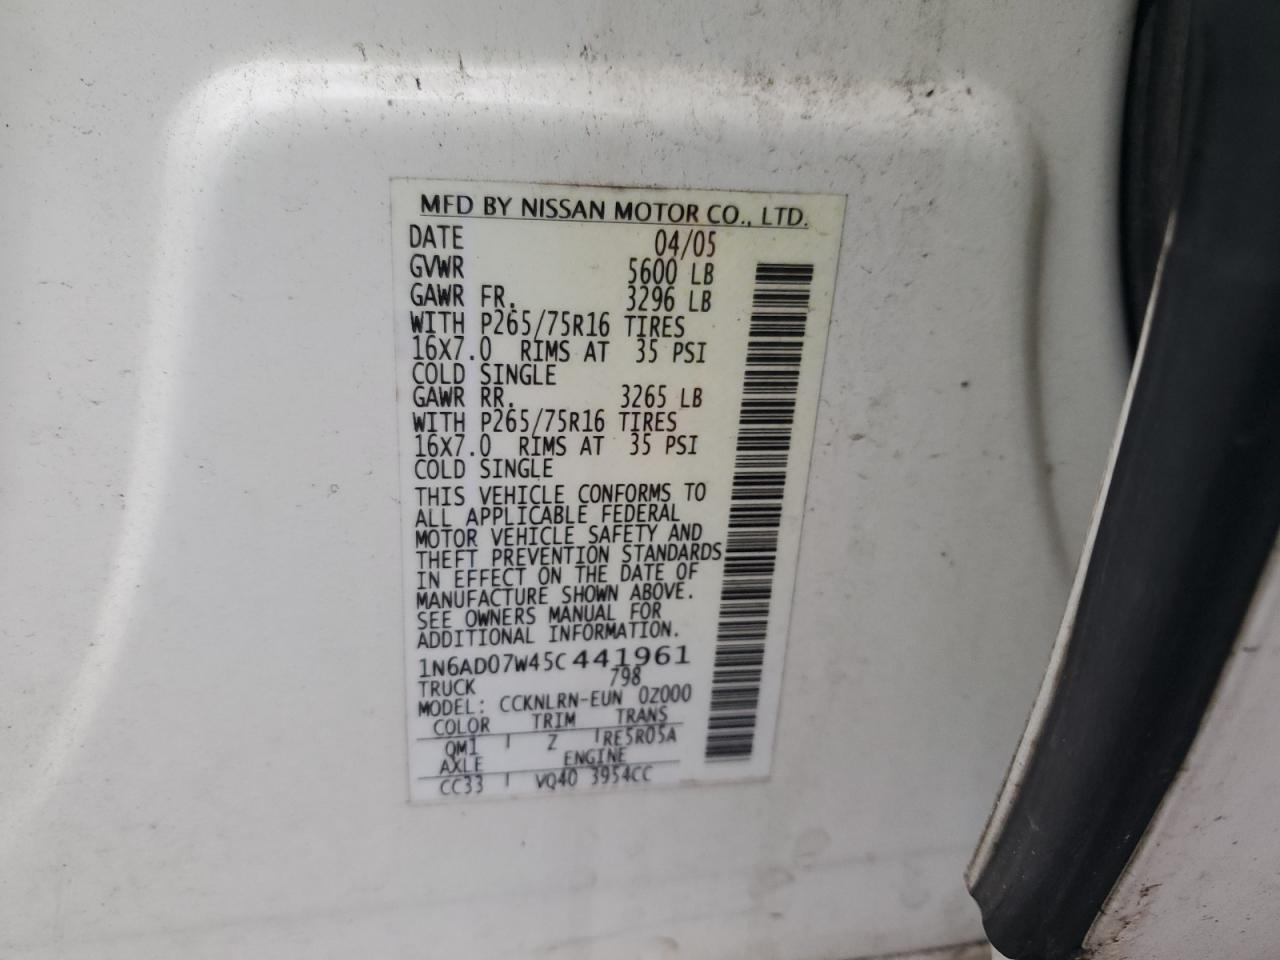 MFD BY NISSAN MOTOR CO., LTD.
DATE 04/05
GVWR 5600 LB
GAWR FR. 3296 LB
WITH P265/75R16 TIRES
16X7.0 RIMS AT 35 PSI
COLD SINGLE
GAWR RR. 3265 LB
WITH P265/75R16 TIRES
16X7.0 RIMS AT 35 PSI
COLD SINGLE
THIS VEHICLE CONFORMS TO
ALL APPLICABLE FEDERAL
MOTOR VEHICLE SAFETY AND
THEFT PREVENTION STANDARDS
IN EFFECT ON THE DATE OF
MANUFACTURE SHOWN ABOVE.
SEE OWNERS MANUAL FOR
ADDITIONAL INFORMATION.
1N6AD07W45C441961
TRUCK 798
MODEL: CCKNLRN-EUN 0Z000
COLOR TRIM TRANS
QM1 Z RE5R05A
AXLE ENGINE
CC33 VQ40 3954CC